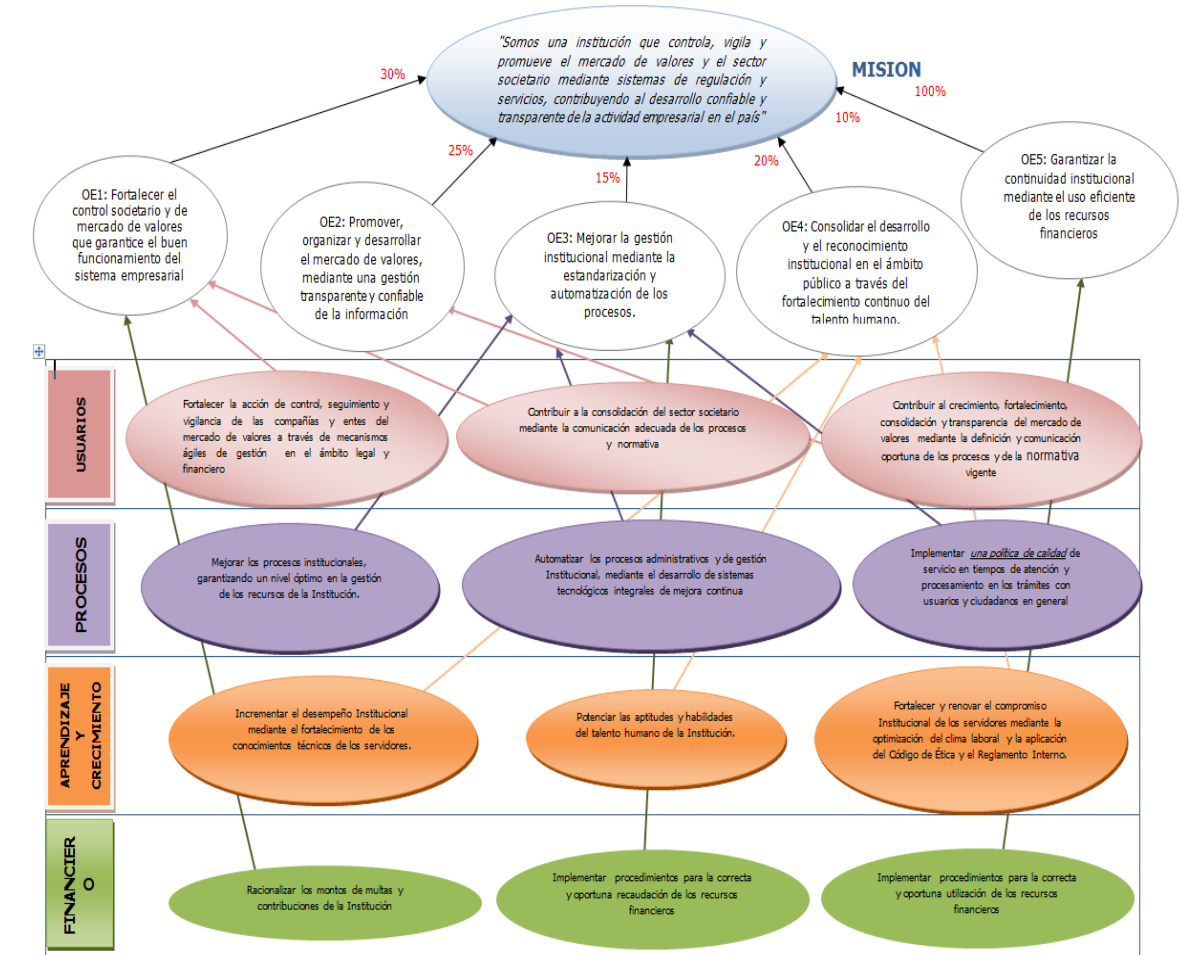 "Somos una institución que controla, vigila y
promueve el mercado de valores y el sector
societario mediante sistemas de regulación y
servicios, contribuyendo al desarrollo confiable y
transparente de la actividad empresarial en el país"
MISION
30%
100%
10%
25%
20%
15%
OE1: Fortalecer el
control societario y de
mercado de valores
que garantice el buen
funcionamiento del
sistema empresarial
OE2: Promover,
organizar y desarrollar
el mercado de valores,
mediante una gestión
transparente y confiable
de la información
OE3: Mejorar la gestión
institucional mediante la
estandarización y
automatización de los
procesos.
OE4: Consolidar el desarrollo
y el reconocimiento
institucional en el ámbito
público a través del
fortalecimiento continuo del
talento humano.
OE5: Garantizar la
continuidad institucional
mediante el uso eficiente
de los recursos
financieros
USUARIOS
Fortalecer la acción de control, seguimiento y
vigilancia de las compañías y entes del
mercado de valores a través de mecanismos
ágiles de gestión en el ámbito legal y
financiero
Contribuir a la consolidación del sector societario
mediante la comunicación adecuada de los procesos
y normativa
Contribuir al crecimiento, fortalecimiento,
consolidación y transparencia del mercado de
valores mediante la definición y comunicación
oportuna de los procesos y de la normativa
vigente
PROCESOS
Mejorar los procesos institucionales,
garantizando un nivel óptimo en la gestión
de los recursos de la Institución.
Automatizar los procesos administrativos y de gestión
Institucional, mediante el desarrollo de sistemas
tecnológicos integrales de mejora continua
Implementar una política de calidad de
servicio en tiempos de atención y
procesamiento en los trámites con
usuarios y ciudadanos en general
APRENDIZAJE
Y
CRECIMIENTO
Incrementar el desempeño Institucional
mediante el fortalecimiento de los
conocimientos técnicos de los servidores.
Potenciar las aptitudes y habilidades
del talento humano de la Institución.
Fortalecer y renovar el compromiso
Institucional de los servidores mediante la
optimización del clima laboral y la aplicación
del Código de Ética y el Reglamento Interno.
FINANCIER
O
Racionalizar los montos de multas y
contribuciones de la Institución
Implementar procedimientos para la correcta
y oportuna recaudación de los recursos
financieros
Implementar procedimientos para la correcta
y oportuna utilización de los recursos
financieros